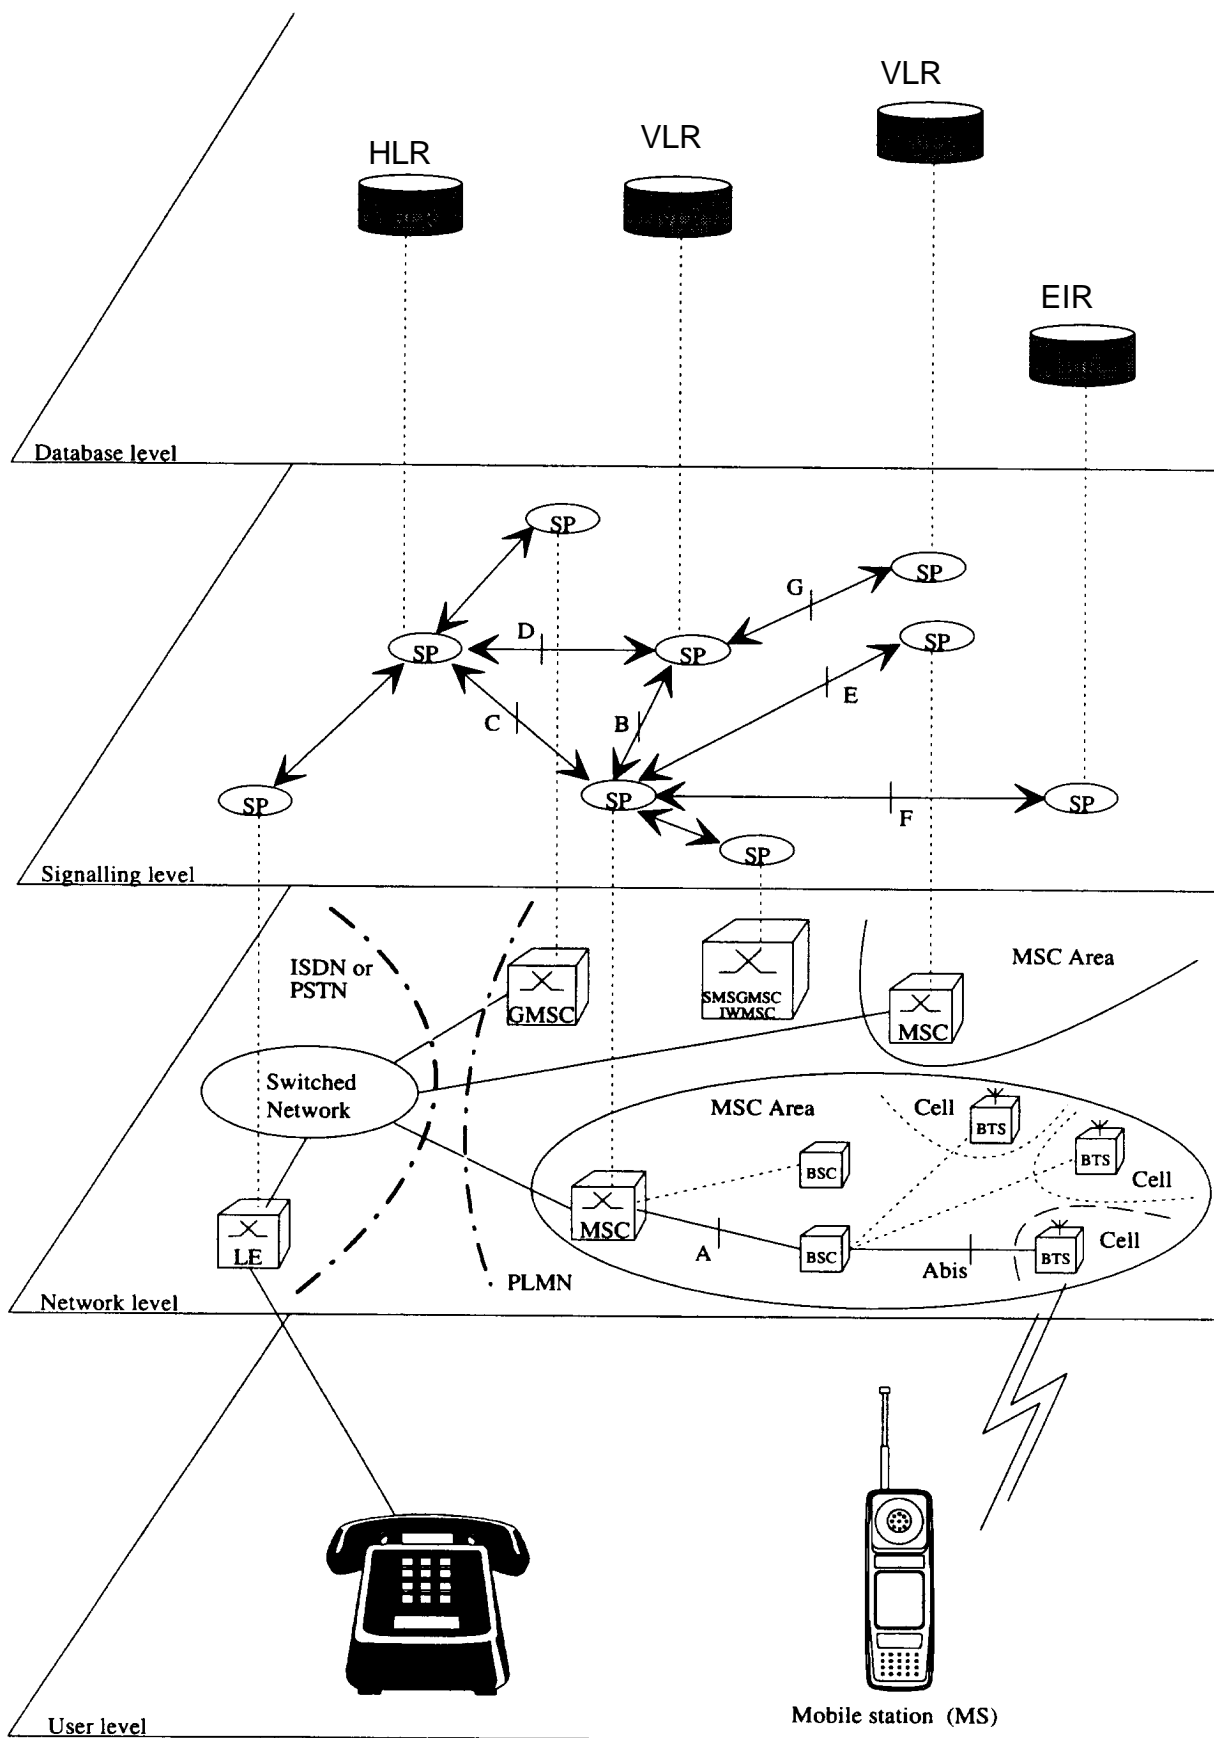 VLR
VLR
HLR
EIR
Database level
SP
SP
G
D
SP
SP
SP
E
C
B
SP
SP
SP
F
SP
Signalling level
ISDN or
PSTN
GMSC
SMSGMSC
IWMSC
MSC
MSC Area
Switched
Network
MSC Area
Cell
BTS
BTS
BSC
Cell
MSC
LE
A
BSC
Abis
BTS
Cell
PLMN
Network level
Mobile station (MS)
User level